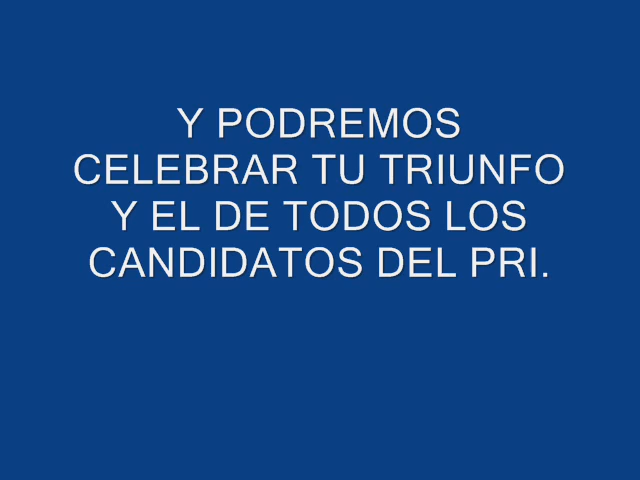 Y PODREMOS
CELEBRAR TU TRIUNFO
Y EL DE TODOS LOS
CANDIDATOS DEL PRI.